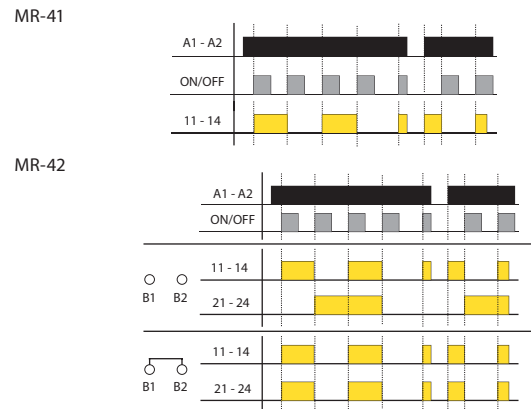 MR-41
A1 - A2
ON/OFF
11 - 14
MR-42
A1 - A2
ON/OFF
11 - 14
B1 B2
21 - 24
11 - 14
B1 B2
21 - 24